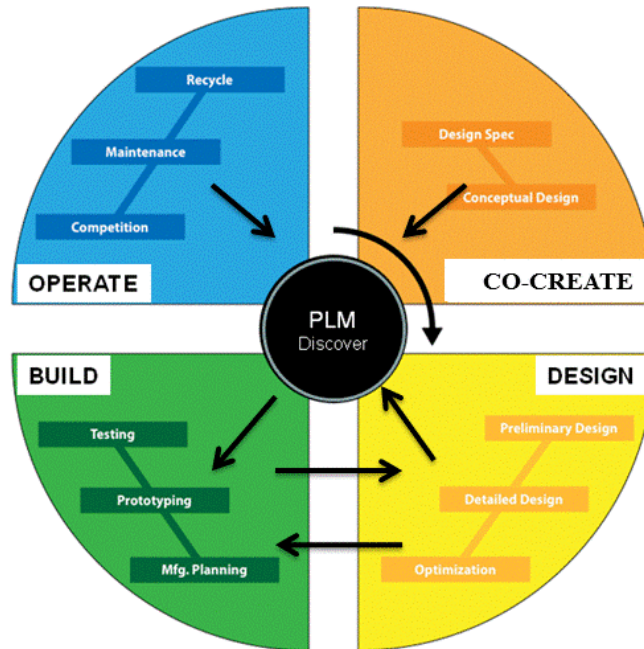 Recycle
Maintenance
Competition
OPERATE
Design Spec
Conceptual Design
CO-CREATE
PLM
Discover
BUILD
Testing
Prototyping
Mfg. Planning
DESIGN
Preliminary Design
Detailed Design
Optimization